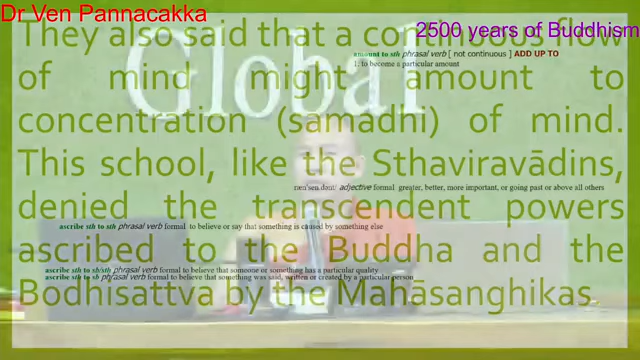 Dr Ven Pannacakka
2500 years of Buddhism
They also said that a continuous flow
amount to phrasal verb [ not continuous ] ADD UP TO
1. to become a particular amount
of mind might amount to
Global
concentration (samādhi) of mind.
This school, like the Sthaviravādins,
adjective formal greater, better, more important, or going past or above all others
denied the transcendent powers
ascribe sth to sth phrasal verb formal to believe or say that something is caused by something else
ascribed to the Buddha and the
ascribe sth to sb/sth phrasal verb formal to believe that someone or something has a particular quality
ascribe sth to sb phrasal verb formal to believe that something was said, written or created by a particular person
Bodhisattva by the Mahāsanghikas